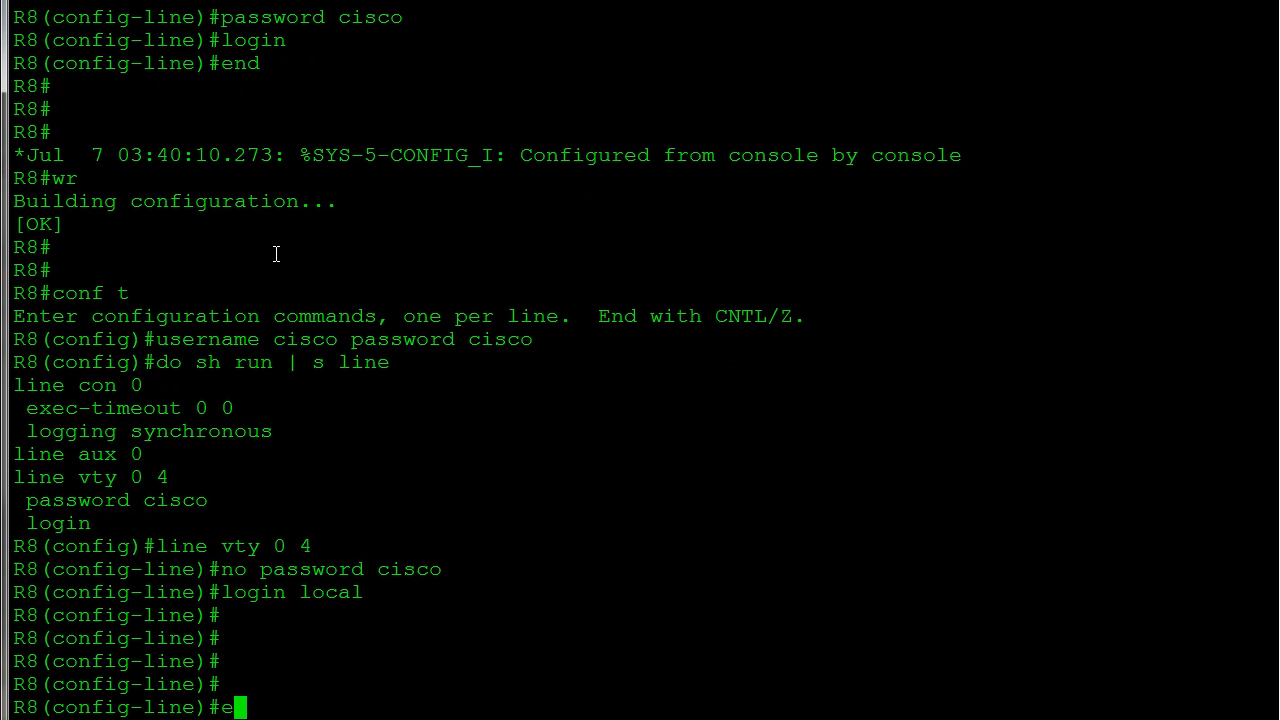 R8(config-line)#password cisco
R8(config-line)#login
R8(config-line)#end
R8#
R8#
R8#
*Jul  7 03:40:10.273: %SYS-5-CONFIG_I: Configured from console by console
R8#wr
Building configuration...
[OK]
R8#
R8#
R8#conf t
Enter configuration commands, one per line.  End with CNTL/Z.
R8(config)#username cisco password cisco
R8(config)#do sh run | s line
line con 0
 exec-timeout 0 0
 logging synchronous
line aux 0
line vty 0 4
 password cisco
 login
R8(config)#line vty 0 4
R8(config-line)#no password cisco
R8(config-line)#login local
R8(config-line)#
R8(config-line)#
R8(config-line)#
R8(config-line)#
R8(config-line)#e